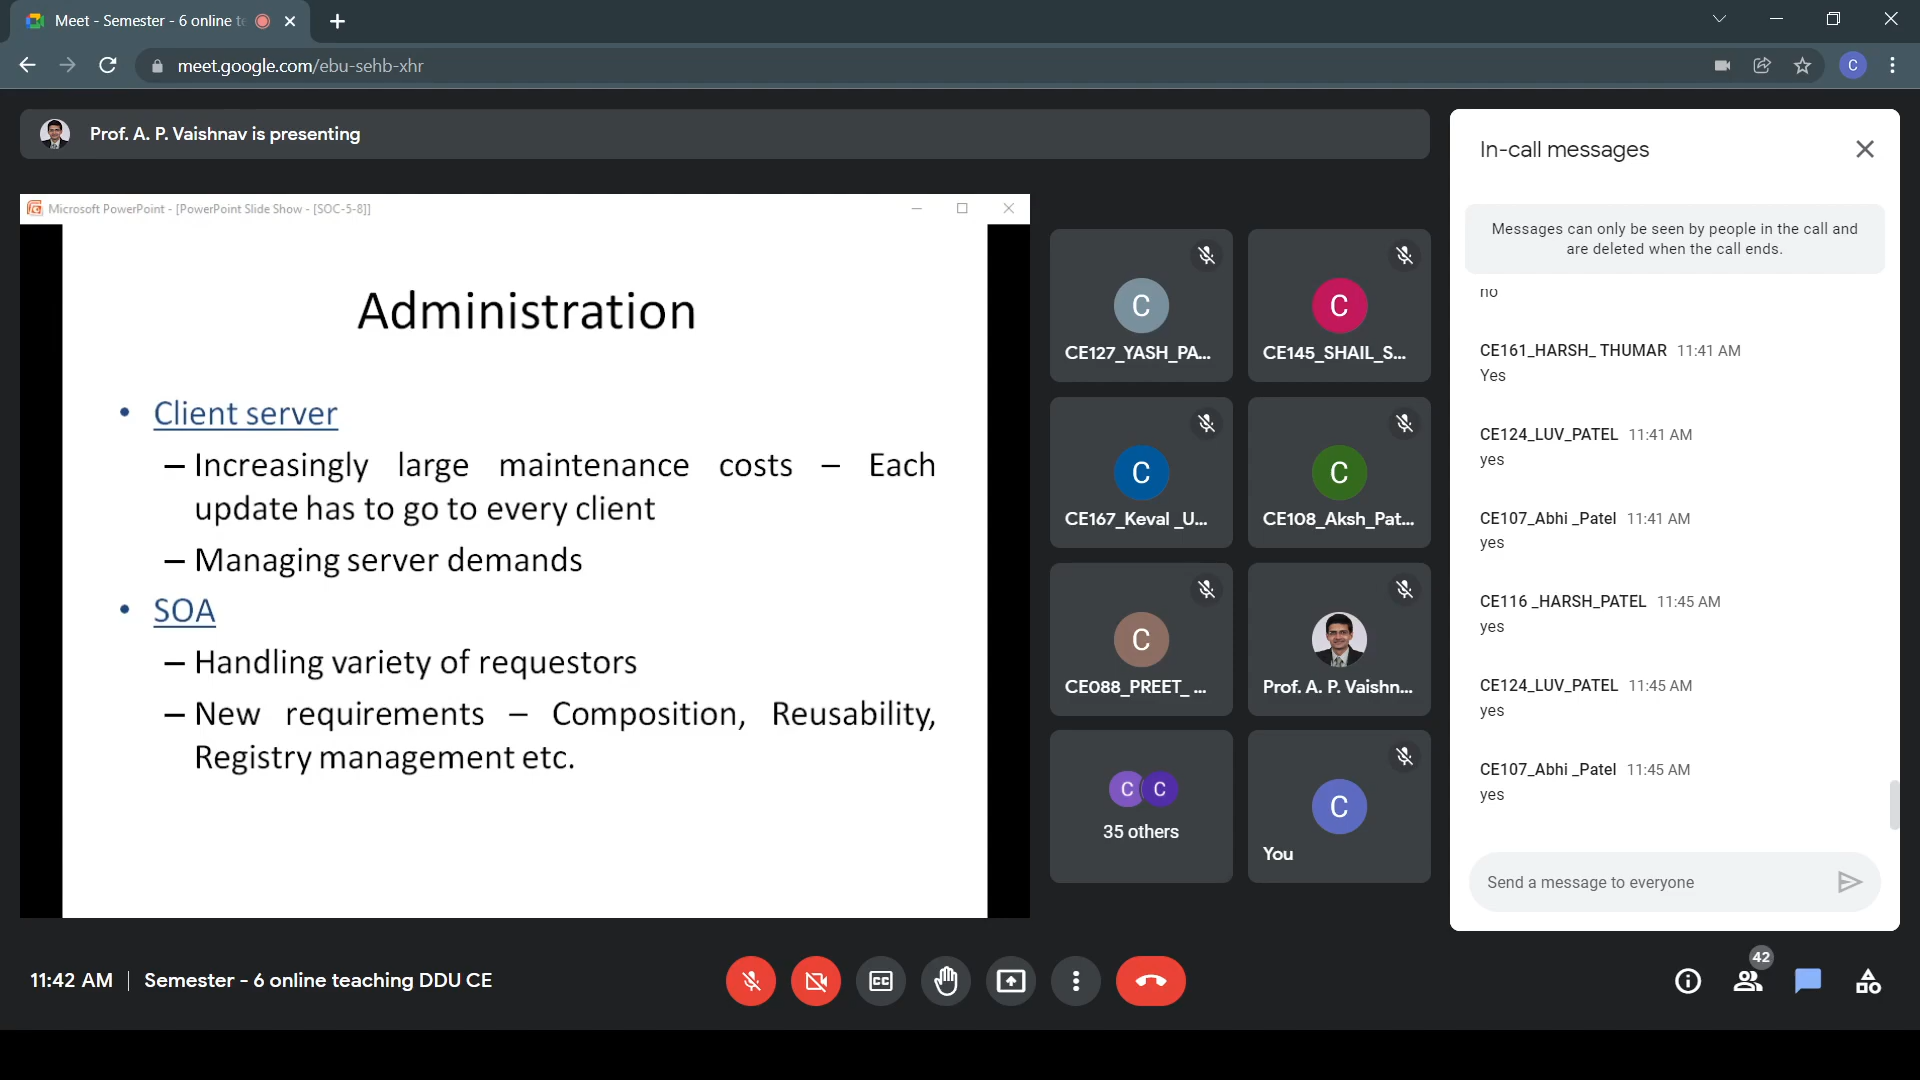 Meet - Semester - 6 online te
meet.google.com/ebu-sehb-xhr
C
Prof. A. P. Vaishnav is presenting
Microsoft PowerPoint - [PowerPoint Slide Show - [SOC-5-8]]
Administration
• Client server
– Increasingly large maintenance costs – Each
update has to go to every client
– Managing server demands
• SOA
– Handling variety of requestors
– New requirements – Composition, Reusability,
Registry management etc.
C
CE127_YASH_PA...
C
CE145_SHAIL_S...
C
CE167_Keval _U...
C
CE108_Aksh_Pat...
C
CE088_PREET_ ...
Prof. A. P. Vaishn...
C C
35 others
C
You
In-call messages
Messages can only be seen by people in the call and
are deleted when the call ends.
no
CE161_HARSH_ THUMAR 11:41 AM
Yes
CE124_LUV_PATEL 11:41 AM
yes
CE107_Abhi _Patel 11:41 AM
yes
CE116 _HARSH_PATEL 11:45 AM
yes
CE124_LUV_PATEL 11:45 AM
yes
CE107_Abhi _Patel 11:45 AM
yes
Send a message to everyone
11:42 AM | Semester - 6 online teaching DDU CE
CC
42